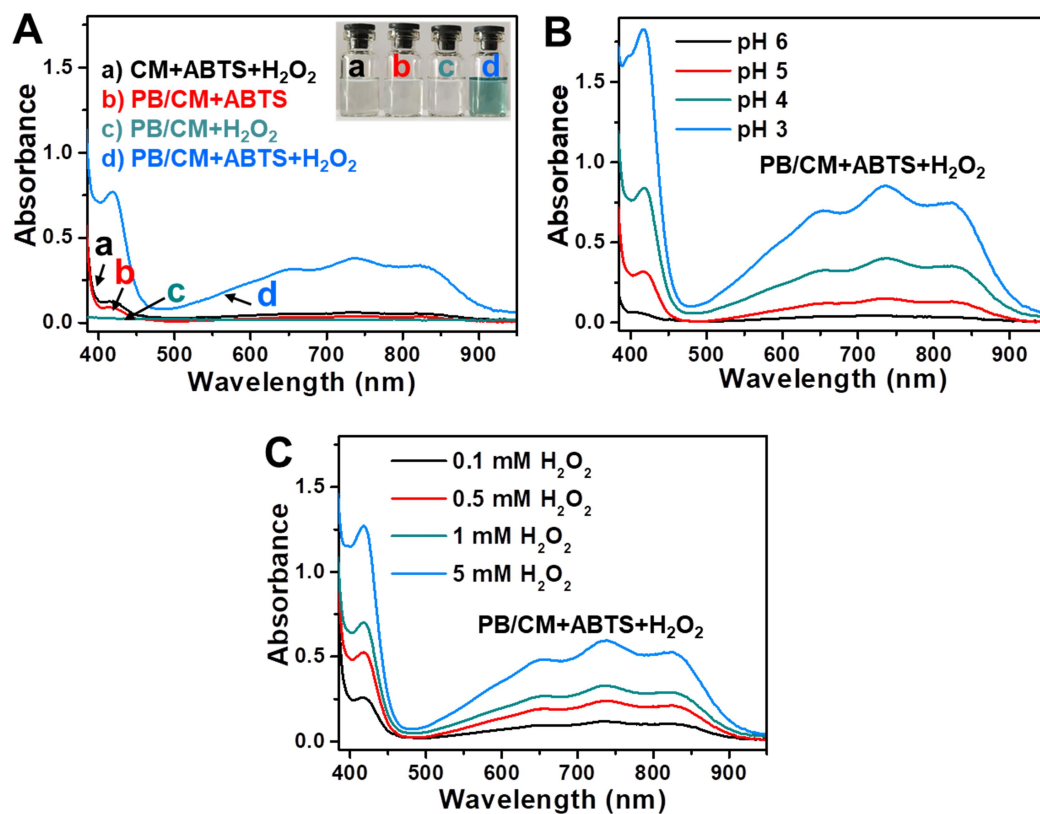 A
a) CM+ABTS+H₂O₂
b) PB/CM+ABTS
c) PB/CM+H₂O₂
d) PB/CM+ABTS+H₂O₂
a b c d
a
b
c
d
Absorbance
1.5
1.0
0.5
0.0
400 500 600 700 800 900
Wavelength (nm)
B
pH 6
pH 5
pH 4
pH 3
PB/CM+ABTS+H₂O₂
Absorbance
1.5
1.0
0.5
0.0
400 500 600 700 800 900
Wavelength (nm)
C
0.1 mM H₂O₂
0.5 mM H₂O₂
1 mM H₂O₂
5 mM H₂O₂
PB/CM+ABTS+H₂O₂
Absorbance
1.5
1.0
0.5
0.0
400 500 600 700 800 900
Wavelength (nm)